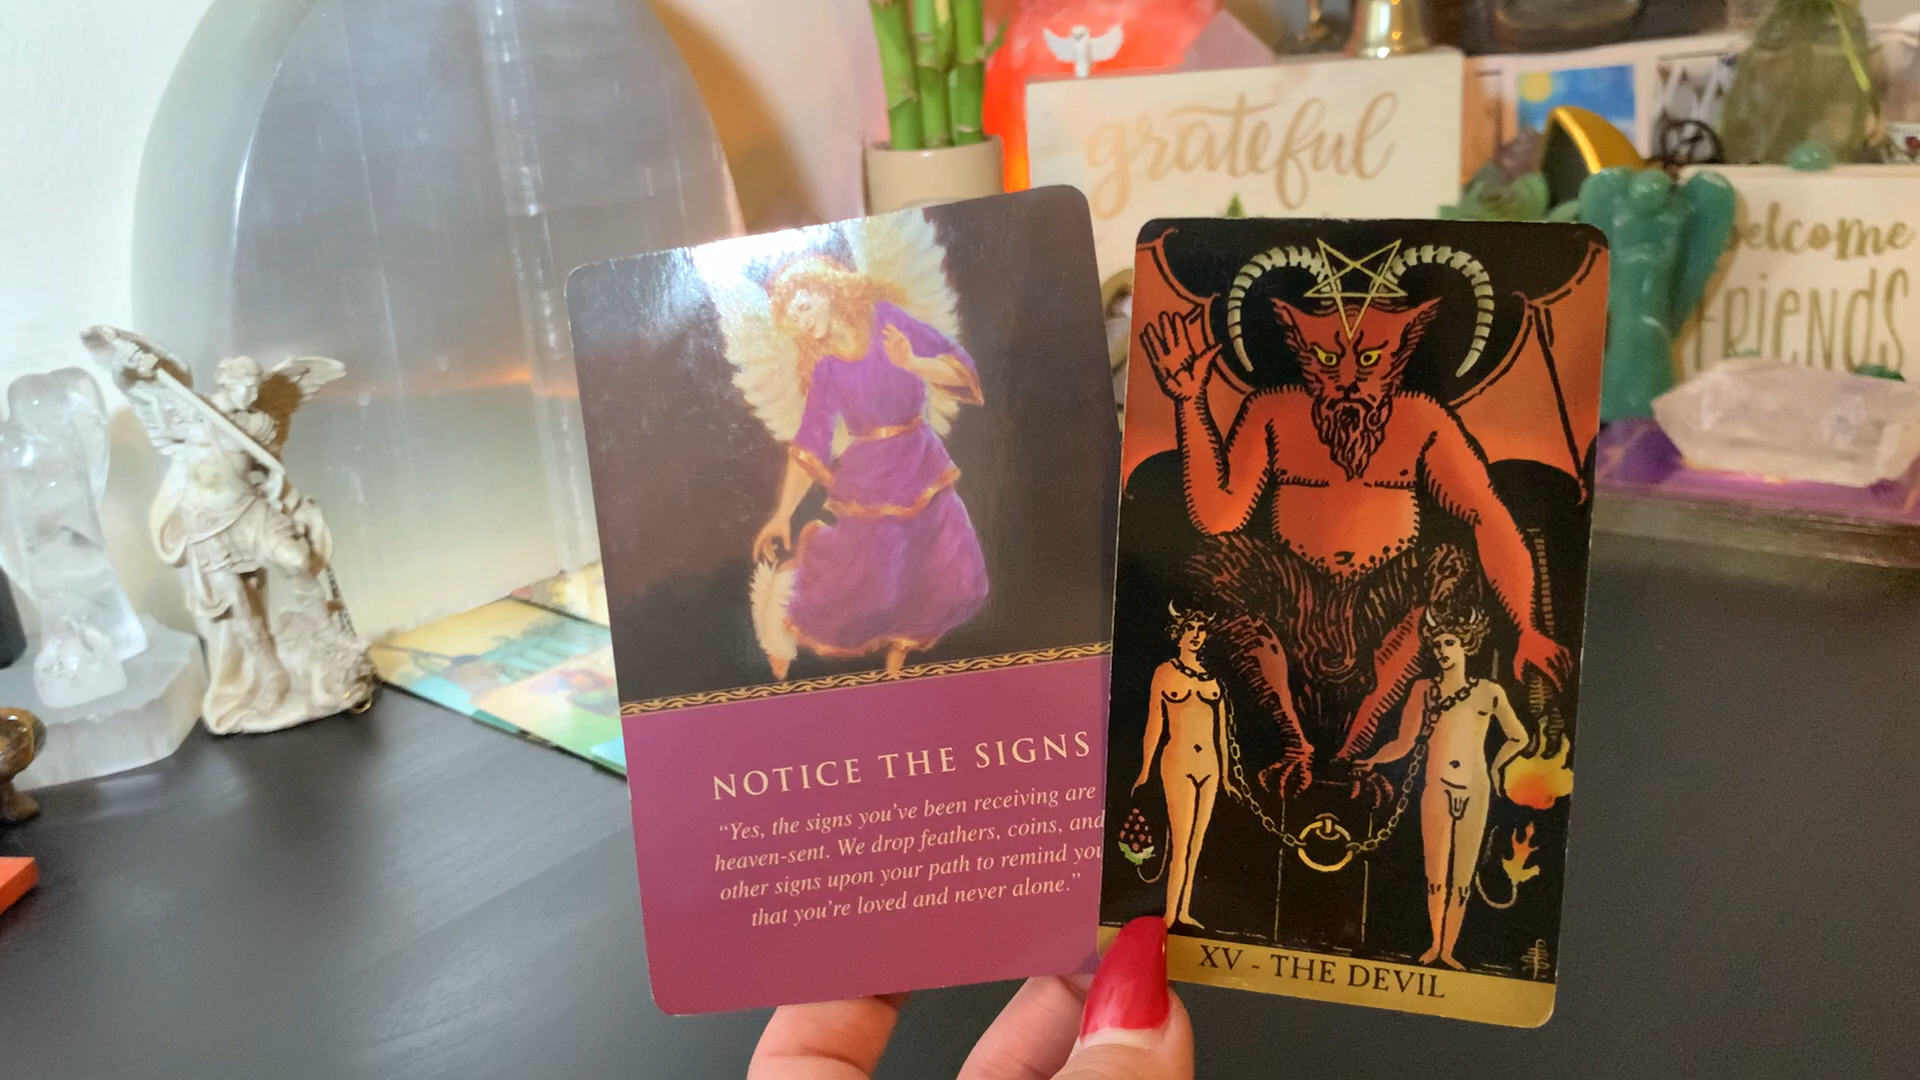 grateful
welcome
FRIENDS
NOTICE THE SIGNS
“Yes, the signs you’ve been receiving are
heaven-sent. We drop feathers, coins, and
other signs upon your path to remind you
that you’re loved and never alone.”
XV - THE DEVIL